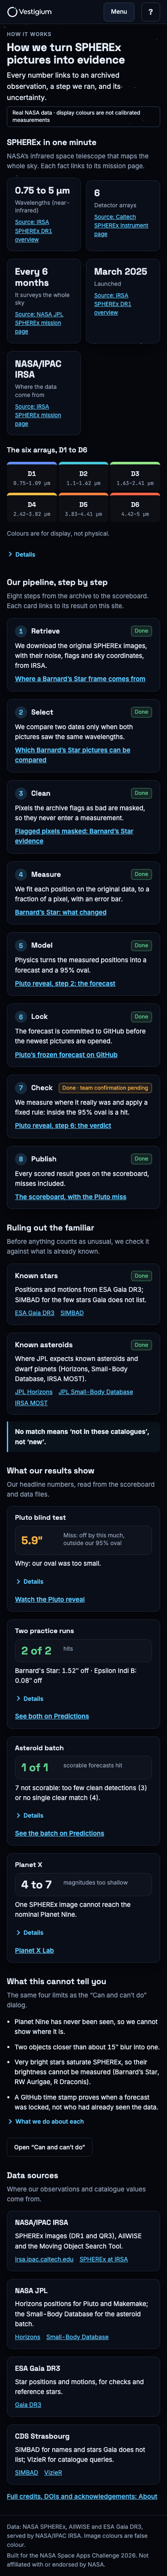 Vestigium
Menu
?
HOW IT WORKS
How we turn SPHEREx
pictures into evidence
Every number links to an archived
observation, a step we ran, and its
uncertainty.
Real NASA data · display colours are not calibrated
measurements
SPHEREx in one minute
NASA's infrared space telescope that maps the
whole sky. Each fact links to its mission page.
0.75 to 5 μm
Wavelengths (near-
infrared)
Source: IRSA
SPHEREx DR1
overview
6
Detector arrays
Source: Caltech
SPHEREx instrument
page
Every 6
months
It surveys the whole
sky
Source: NASA JPL
SPHEREx mission
page
March 2025
Launched
Source: IRSA
SPHEREx DR1
overview
NASA/IPAC
IRSA
Where the data
come from
Source: IRSA
SPHEREx mission
page
The six arrays, D1 to D6
D1
0.75–1.09 μm
D2
1.1–1.62 μm
D3
1.63–2.41 μm
D4
2.42–3.82 μm
D5
3.83–4.41 μm
D6
4.42–5 μm
Colours are for display, not physical.
Details
Our pipeline, step by step
Eight steps from the archive to the scoreboard.
Each card links to its result on this site.
1 Retrieve Done
We download the original SPHEREx images,
with their noise, flags and sky coordinates,
from IRSA.
Where a Barnard's Star frame comes from
2 Select Done
We compare two dates only when both
pictures saw the same wavelengths.
Which Barnard's Star pictures can be
compared
3 Clean Done
Pixels the archive flags as bad are masked,
so they never enter a measurement.
Flagged pixels masked: Barnard's Star
evidence
4 Measure Done
We fit each position on the original data, to a
fraction of a pixel, with an error bar.
Barnard's Star: what changed
5 Model Done
Physics turns the measured positions into a
forecast and a 95% oval.
Pluto reveal, step 2: the forecast
6 Lock Done
The forecast is committed to GitHub before
the newest pictures are opened.
Pluto's frozen forecast on GitHub
7 Check Done · team confirmation pending
We measure where it really was and apply a
fixed rule: inside the 95% oval is a hit.
Pluto reveal, step 6: the verdict
8 Publish Done
Every scored result goes on the scoreboard,
misses included.
The scoreboard, with the Pluto miss
Ruling out the familiar
Before anything counts as unusual, we check it
against what is already known.
Known stars Done
Positions and motions from ESA Gaia DR3;
SIMBAD for the few stars Gaia does not list.
ESA Gaia DR3 SIMBAD
Known asteroids Done
Where JPL expects known asteroids and
dwarf planets (Horizons, Small-Body
Database, IRSA MOST).
JPL Horizons JPL Small-Body Database
IRSA MOST
No match means ‘not in these catalogues’,
not ‘new’.
What our results show
Our headline numbers, read from the scoreboard
and data files.
Pluto blind test
5.9″
Miss: off by this much,
outside our 95% oval
Why: our oval was too small.
Details
Watch the Pluto reveal
Two practice runs
2 of 2
hits
Barnard's Star: 1.52″ off · Epsilon Indi B:
0.08″ off
Details
See both on Predictions
Asteroid batch
1 of 1
scorable forecasts hit
7 not scorable: too few clean detections (3)
or no single clear match (4).
Details
See the batch on Predictions
Planet X
4 to 7
magnitudes too shallow
One SPHEREx image cannot reach the
nominal Planet Nine.
Details
Planet X Lab
What this cannot tell you
The same four limits as the “Can and can't do”
dialog.
• Planet Nine has never been seen, so we cannot
show where it is.
• Two objects closer than about 15″ blur into one.
• Very bright stars saturate SPHEREx, so their
brightness cannot be measured (Barnard's Star,
RW Aurigae, R Draconis).
• A GitHub time stamp proves when a forecast
was locked, not who had already seen the data.
What we do about each
Open “Can and can't do”
Data sources
Where our observations and catalogue values
come from.
NASA/IPAC IRSA
SPHEREx images (DR1 and QR3), AllWISE
and the Moving Object Search Tool.
irsa.ipac.caltech.edu SPHEREx at IRSA
NASA JPL
Horizons positions for Pluto and Makemake;
the Small-Body Database for the asteroid
batch.
Horizons Small-Body Database
ESA Gaia DR3
Star positions and motions, for checks and
reference stars.
Gaia DR3
CDS Strasbourg
SIMBAD for names and stars Gaia does not
list; VizieR for catalogue queries.
SIMBAD VizieR
Full credits, DOIs and acknowledgements: About
Data: NASA SPHEREx, AllWISE and ESA Gaia DR3,
served by NASA/IPAC IRSA. Image colours are false
colour.
Built for the NASA Space Apps Challenge 2026. Not
affiliated with or endorsed by NASA.